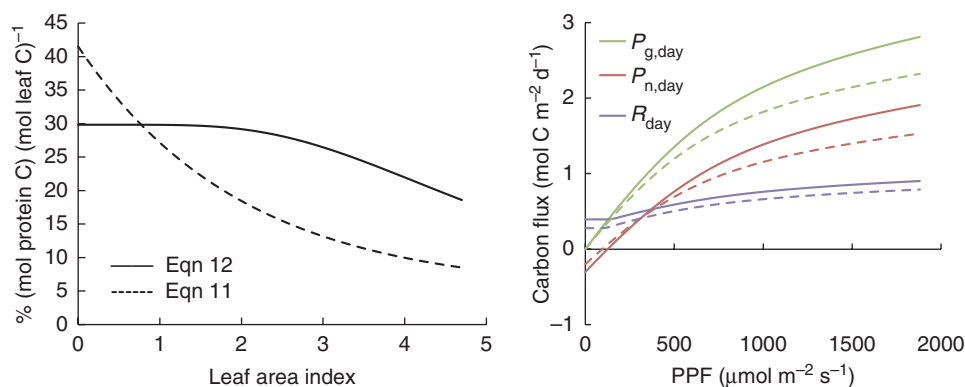 % (mol protein C) (mol leaf C)⁻¹
45
40
35
30
25
20
15
10
5
0
Eqn 12
Eqn 11
0 1 2 3 4 5
Leaf area index
Carbon flux (mol C m⁻² d⁻¹)
3
2
1
0
−1
P_g,day
P_n,day
R_day
0 500 1000 1500 2000
PPF (μmol m⁻² s⁻¹)